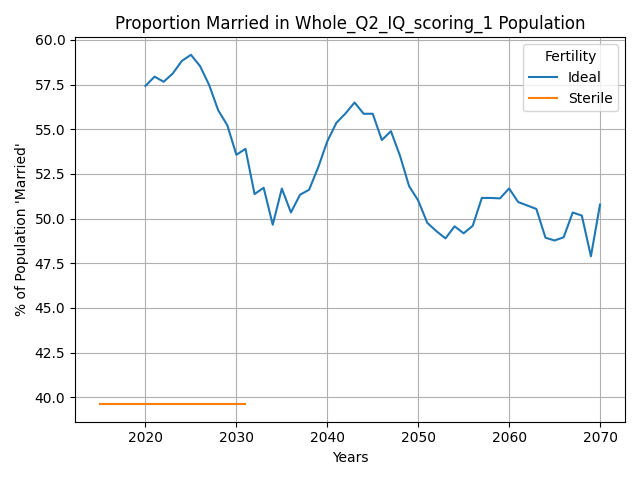 Proportion Married in Whole_Q2_IQ_scoring_1 Population
60.0
57.5
55.0
52.5
50.0
47.5
45.0
42.5
40.0
% of Population 'Married'
Fertility
Ideal
Sterile
2020 2030 2040 2050 2060 2070
Years